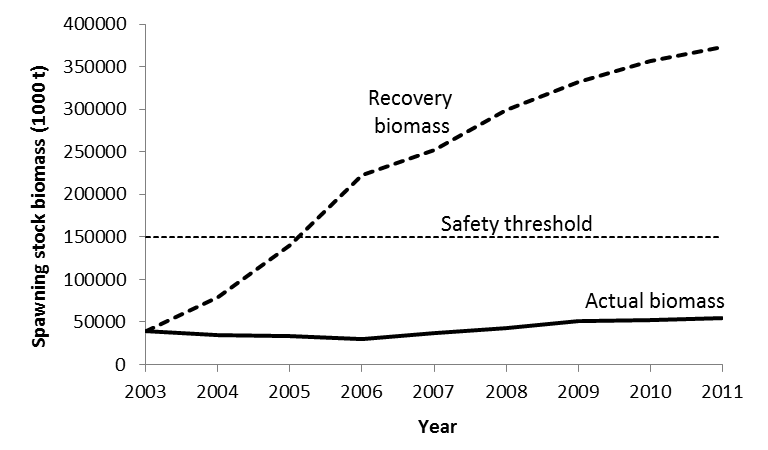 400000
350000
300000
250000
200000
150000
100000
50000
0
Spawning stock biomass (1000 t)
Recovery
biomass
Safety threshold
Actual biomass
2003 2004 2005 2006 2007 2008 2009 2010 2011
Year